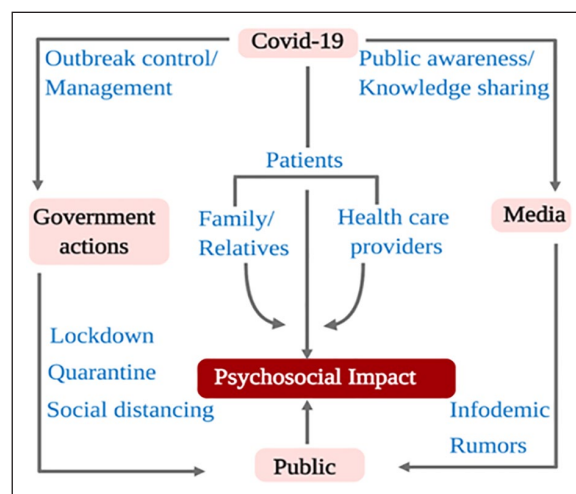 Covid-19
Outbreak control/
Management
Public awareness/
Knowledge sharing
Patients
Government
actions
Family/
Relatives
Health care
providers
Media
Lockdown
Quarantine
Social distancing
Psychosocial Impact
Infodemic
Rumors
Public